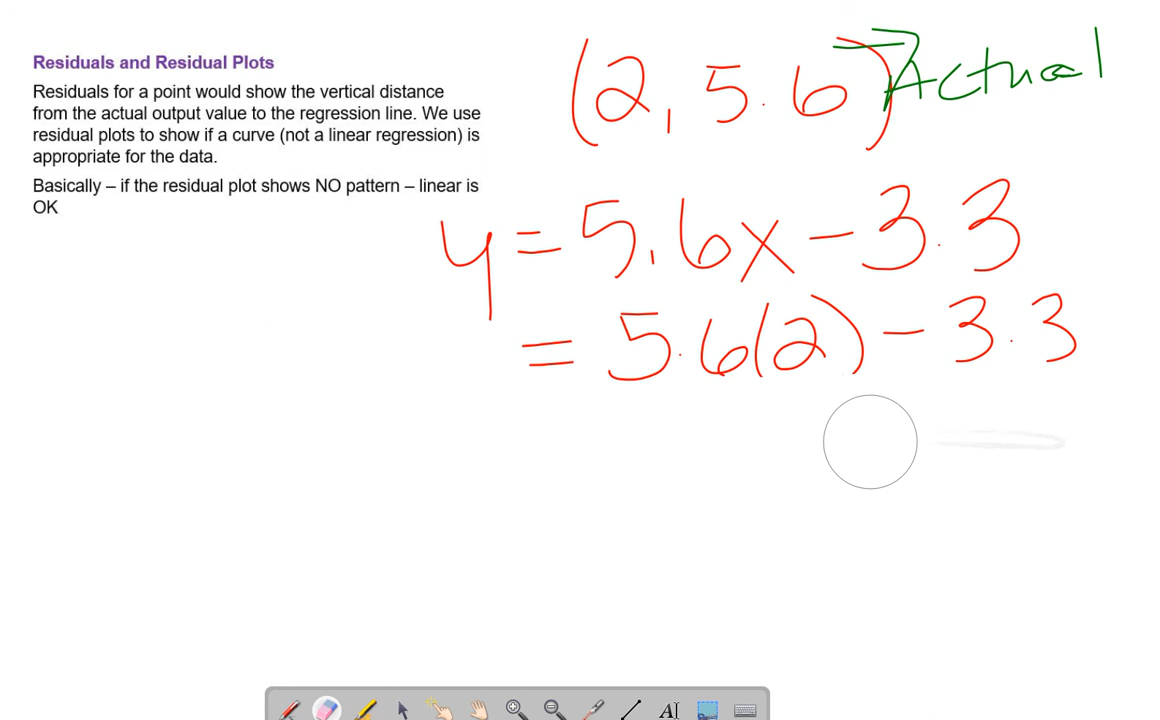 Residuals and Residual Plots
Residuals for a point would show the vertical distance
from the actual output value to the regression line. We use
residual plots to show if a curve (not a linear regression) is
appropriate for the data.
Basically – if the residual plot shows NO pattern – linear is
OK
(2, 5.6) Actual
y = 5.6x - 3.3
= 5.6(2) - 3.3
A